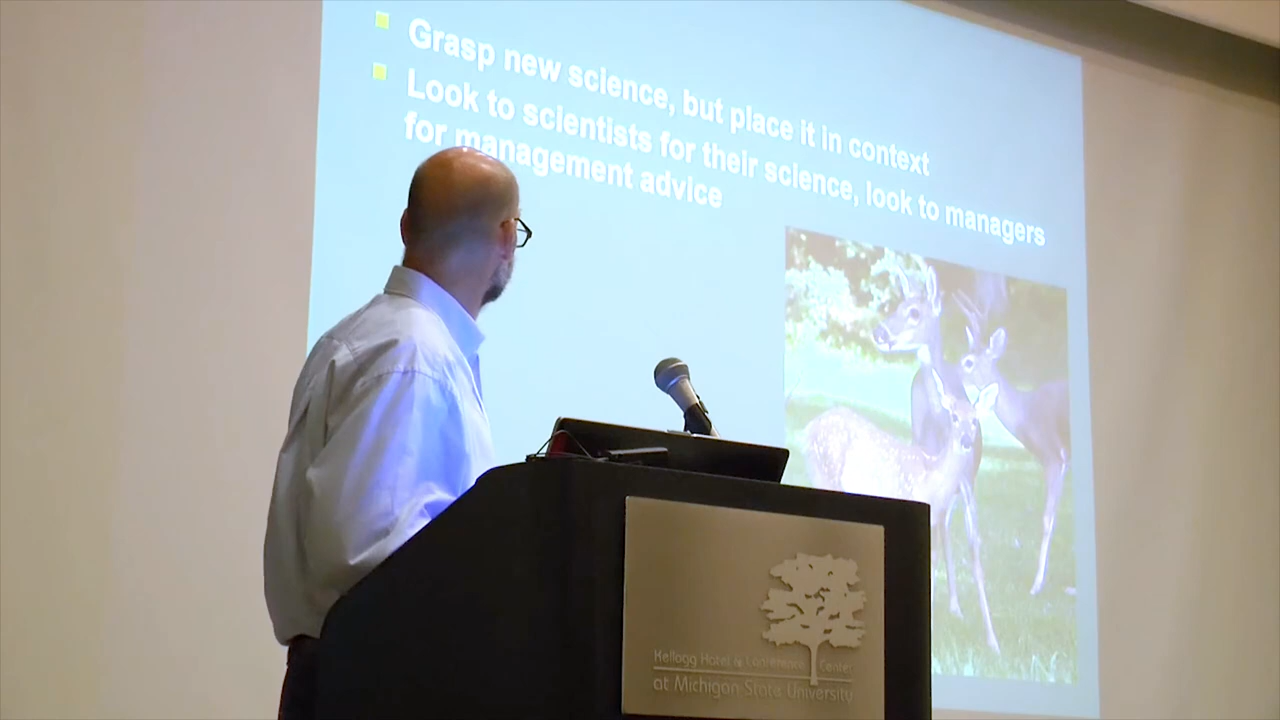 Grasp new science, but place it in context
Look to scientists for their science, look to managers
for management advice
Kellogg Hotel & Conference Center
at Michigan State University